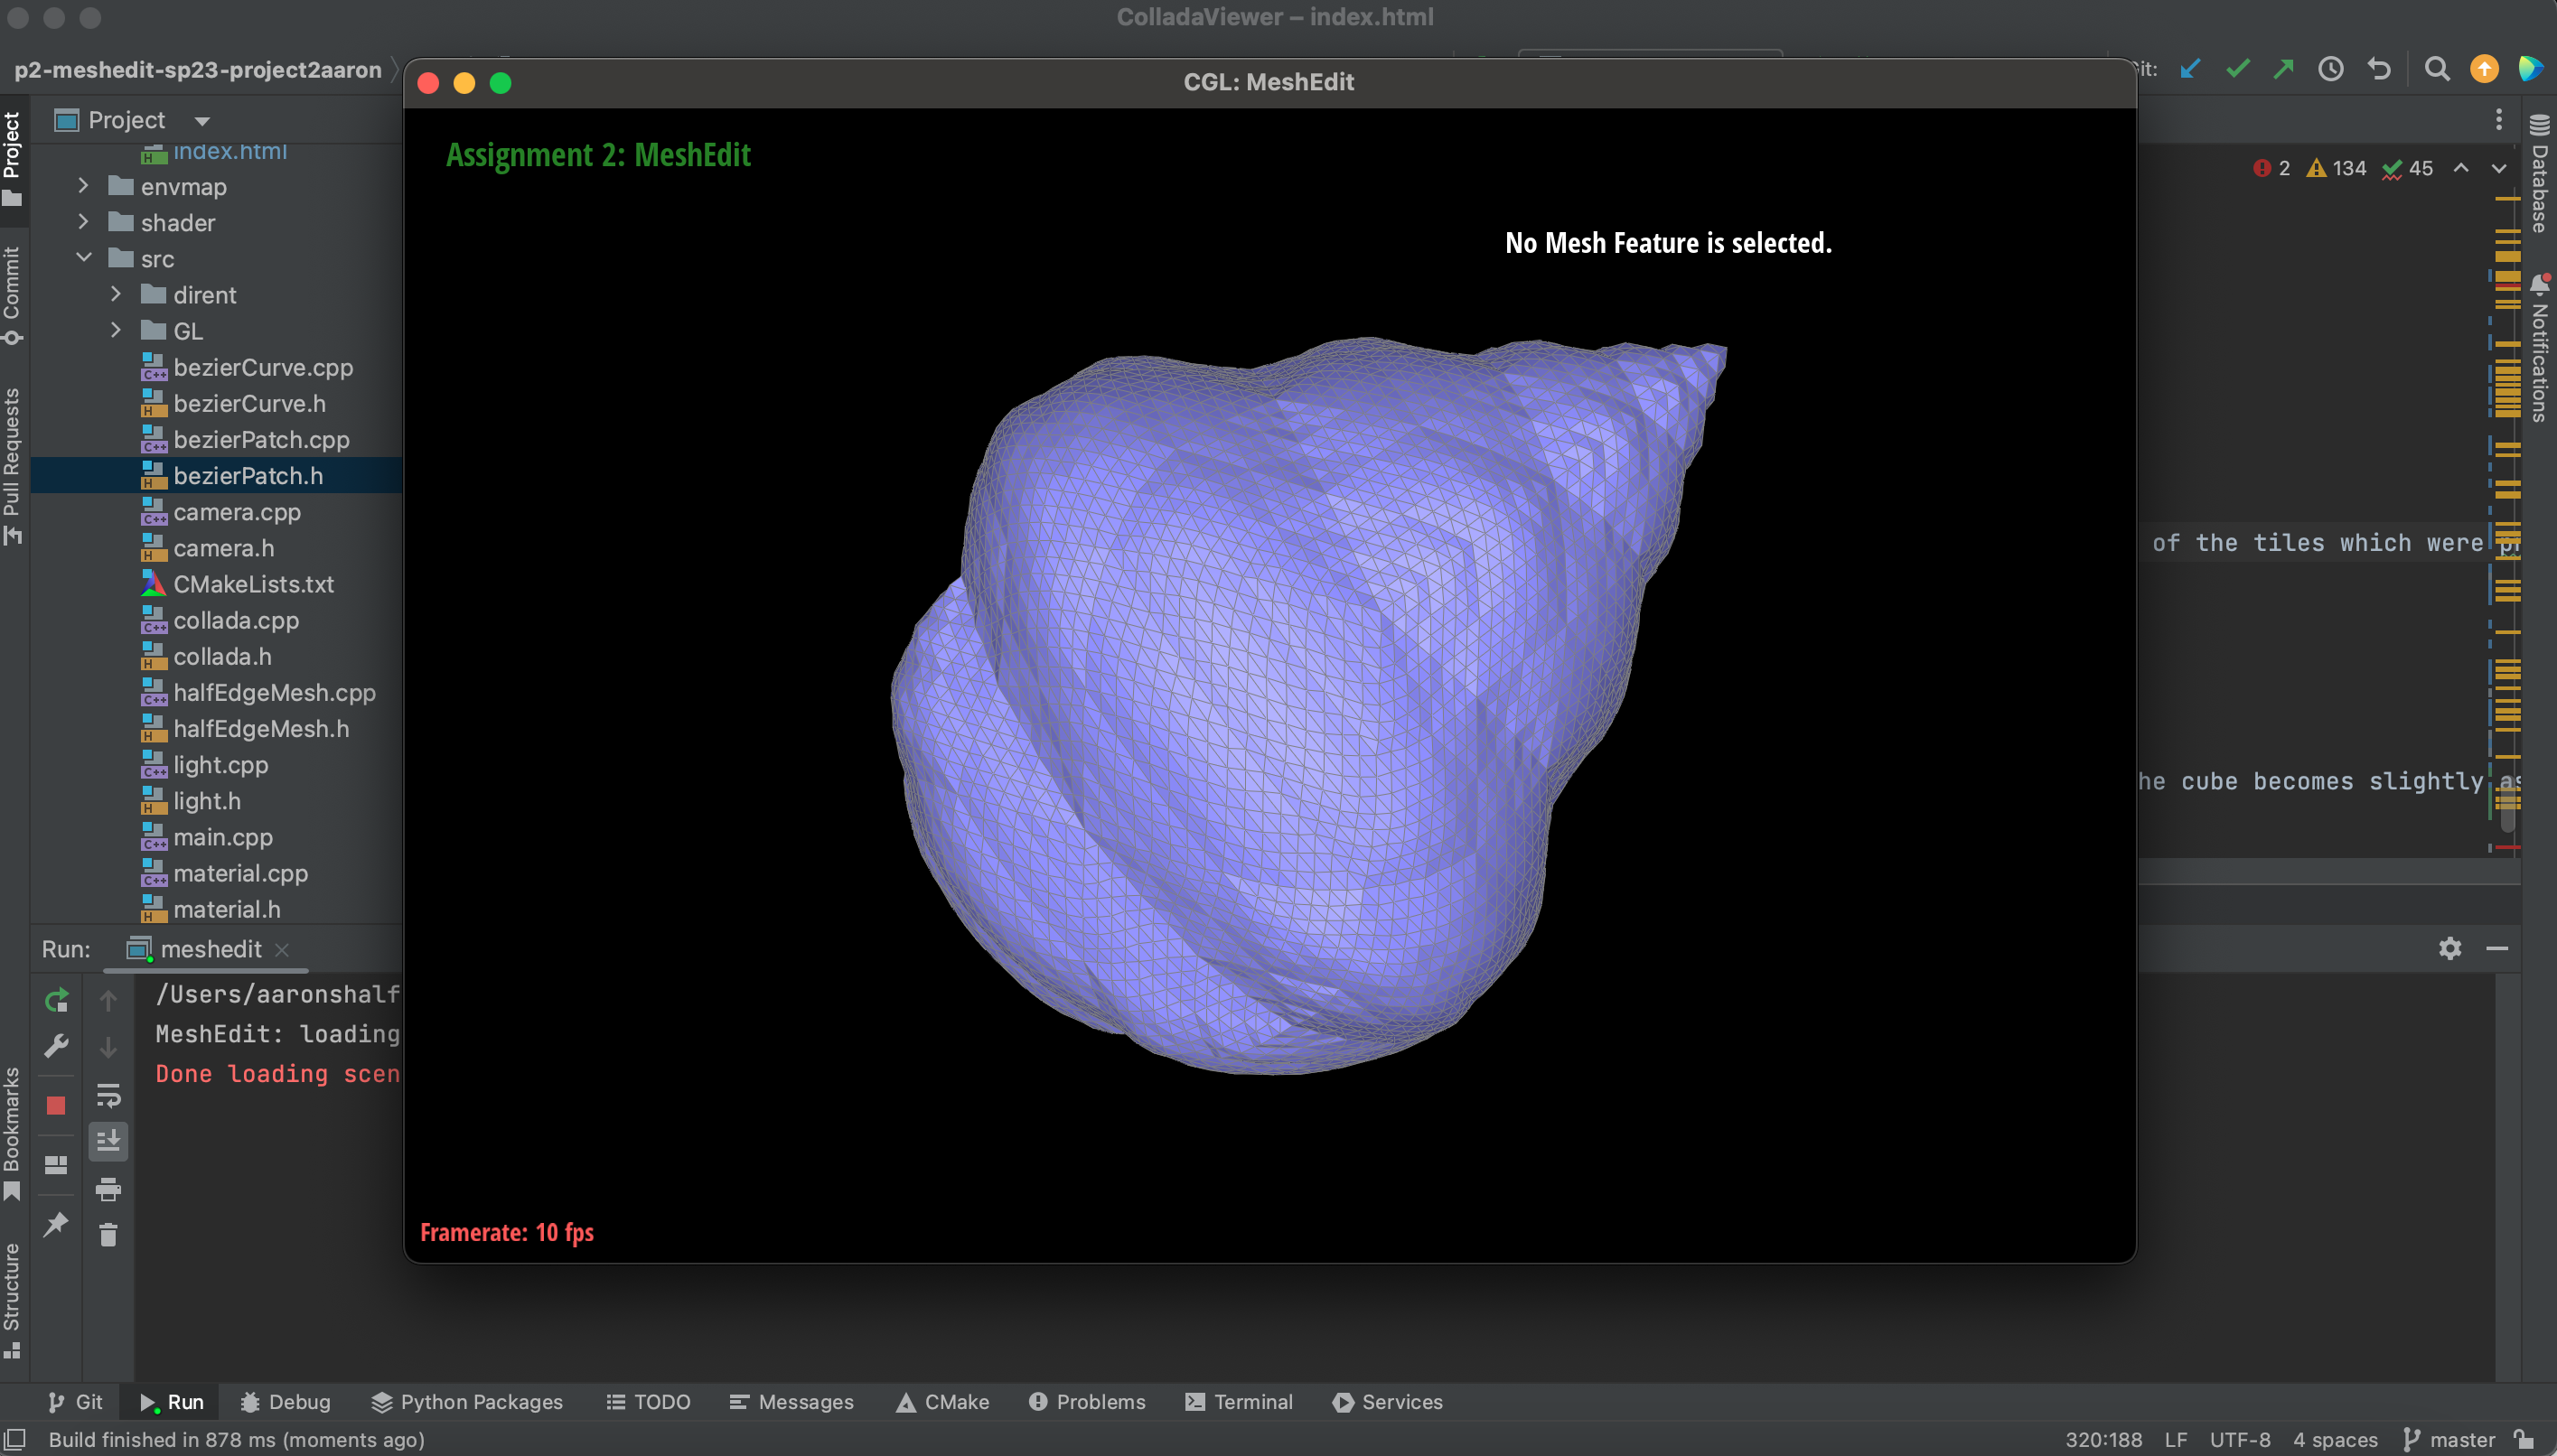 ColladaViewer – index.html
p2-meshedit-sp23-project2aaron
Git:
CGL: MeshEdit
Project
Project
index.html
envmap
shader
src
dirent
GL
bezierCurve.cpp
bezierCurve.h
bezierPatch.cpp
bezierPatch.h
camera.cpp
camera.h
CMakeLists.txt
collada.cpp
collada.h
halfEdgeMesh.cpp
halfEdgeMesh.h
light.cpp
light.h
main.cpp
material.cpp
material.h
Commit
Pull Requests
Bookmarks
Structure
Assignment 2: MeshEdit
No Mesh Feature is selected.
Framerate: 10 fps
2 134 45
Database
Notifications
of the tiles which were
he cube becomes slightly as
Run: meshedit
/Users/aaronshalf
MeshEdit: loading
Done loading scen
Git Run Debug Python Packages TODO Messages CMake Problems Terminal Services
Build finished in 878 ms (moments ago)
320:188 LF UTF-8 4 spaces master